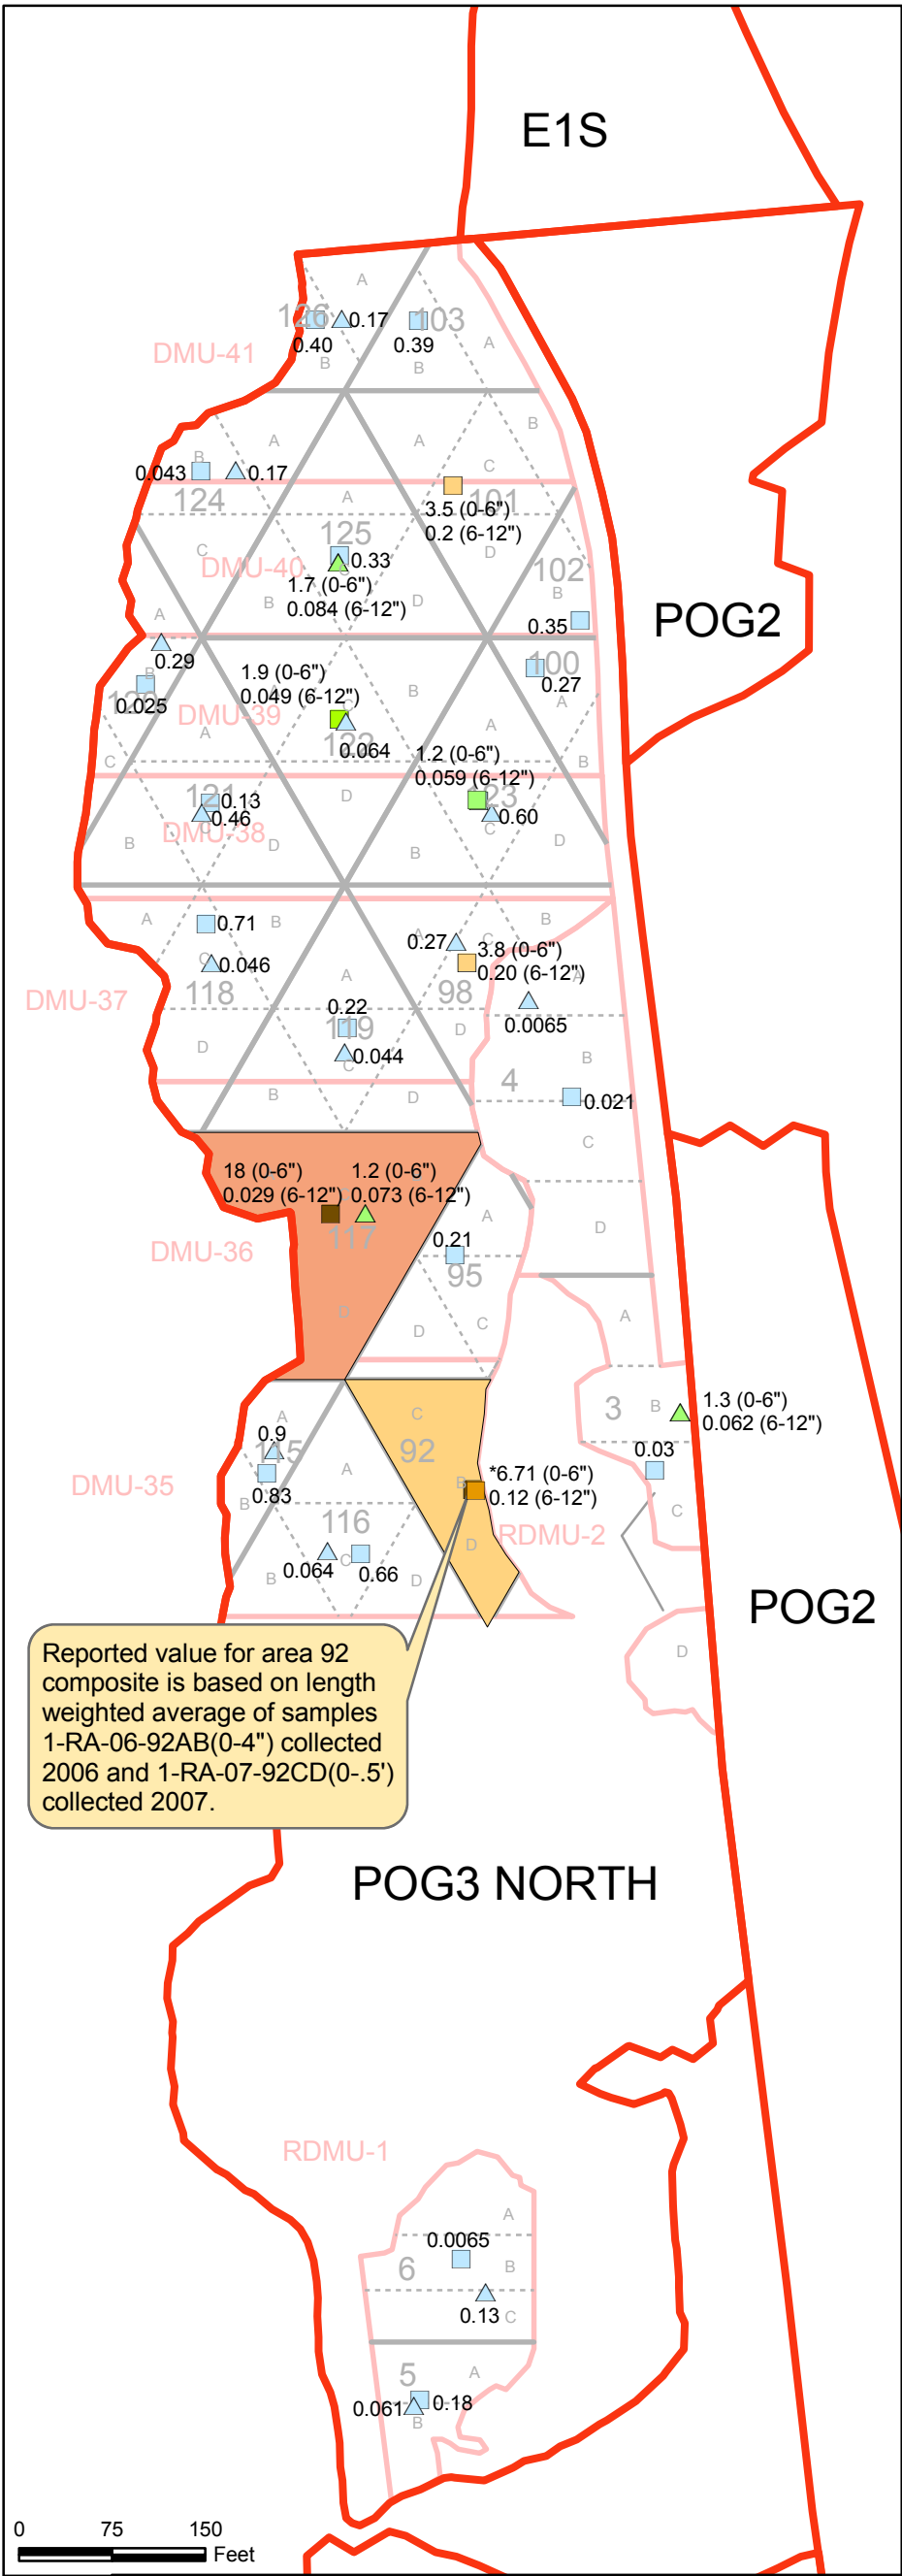 E1S
A
126
0.17
103
0.40
0.39
A
DMU-41
B
B
A
A
B
B
C
0.043
0.17
124
A
101
3.5 (0-6")
0.2 (6-12")
125
C
0.33
D
DMU-40
102
1.7 (0-6")
0.084 (6-12")
B
D
B
0.35
POG2
A
0.29
B
0.025
1.9 (0-6")
0.049 (6-12")
B
100
0.27
A
DMU-39
A
C
122
0.064
A
C
1.2 (0-6")
0.059 (6-12")
B
121
0.13
0.46
D
123
0.60
C
DMU-38
B
D
B
D
A
0.71
B
A
C
B
0.27
3.8 (0-6")
0.20 (6-12")
C
0.046
A
A
118
98
DMU-37
0.22
119
0.0065
D
0.044
C
D
B
4
B
D
0.021
C
18 (0-6")
0.029 (6-12")
1.2 (0-6")
0.073 (6-12")
A
D
117
DMU-36
0.21
95
D
C
A
3
B
1.3 (0-6")
0.062 (6-12")
A
0.9
115
C
92
0.03
DMU-35
B
0.83
A
B
*6.71 (0-6")
0.12 (6-12")
C
116
D
RDMU-2
0.064
C
0.66
B
D
POG2
D
Reported value for area 92
composite is based on length
weighted average of samples
1-RA-06-92AB(0-4") collected
2006 and 1-RA-07-92CD(0-.5')
collected 2007.
POG3 NORTH
RDMU-1
A
0.0065
6
B
0.13
C
5
A
0.061
0.18
B
0 75 150
Feet